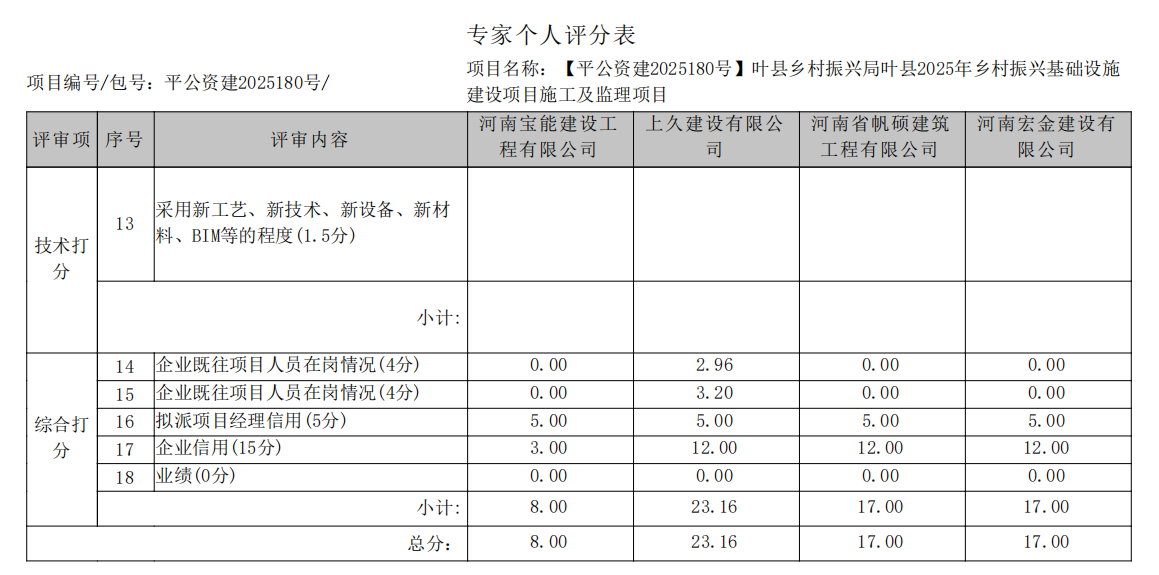 专家个人评分表
项目编号/包号：平公资建2025180号/
项目名称：【平公资建2025180号】叶县乡村振兴局叶县2025年乡村振兴基础设施
建设项目施工及监理项目
评审项 序号 评审内容 河南宝能建设工程有限公司 上久建设有限公司 河南省帆硕建筑工程有限公司 河南宏金建设有限公司
技术打分
13 采用新工艺、新技术、新设备、新材
料、BIM等的程度(1.5分)
小计:
综合打分
14 企业既往项目人员在岗情况(4分) 0.00 2.96 0.00 0.00
15 企业既往项目人员在岗情况(4分) 0.00 3.20 0.00 0.00
16 拟派项目经理信用(5分) 5.00 5.00 5.00 5.00
17 企业信用(15分) 3.00 12.00 12.00 12.00
18 业绩(0分) 0.00 0.00 0.00 0.00
小计: 8.00 23.16 17.00 17.00
总分： 8.00 23.16 17.00 17.00